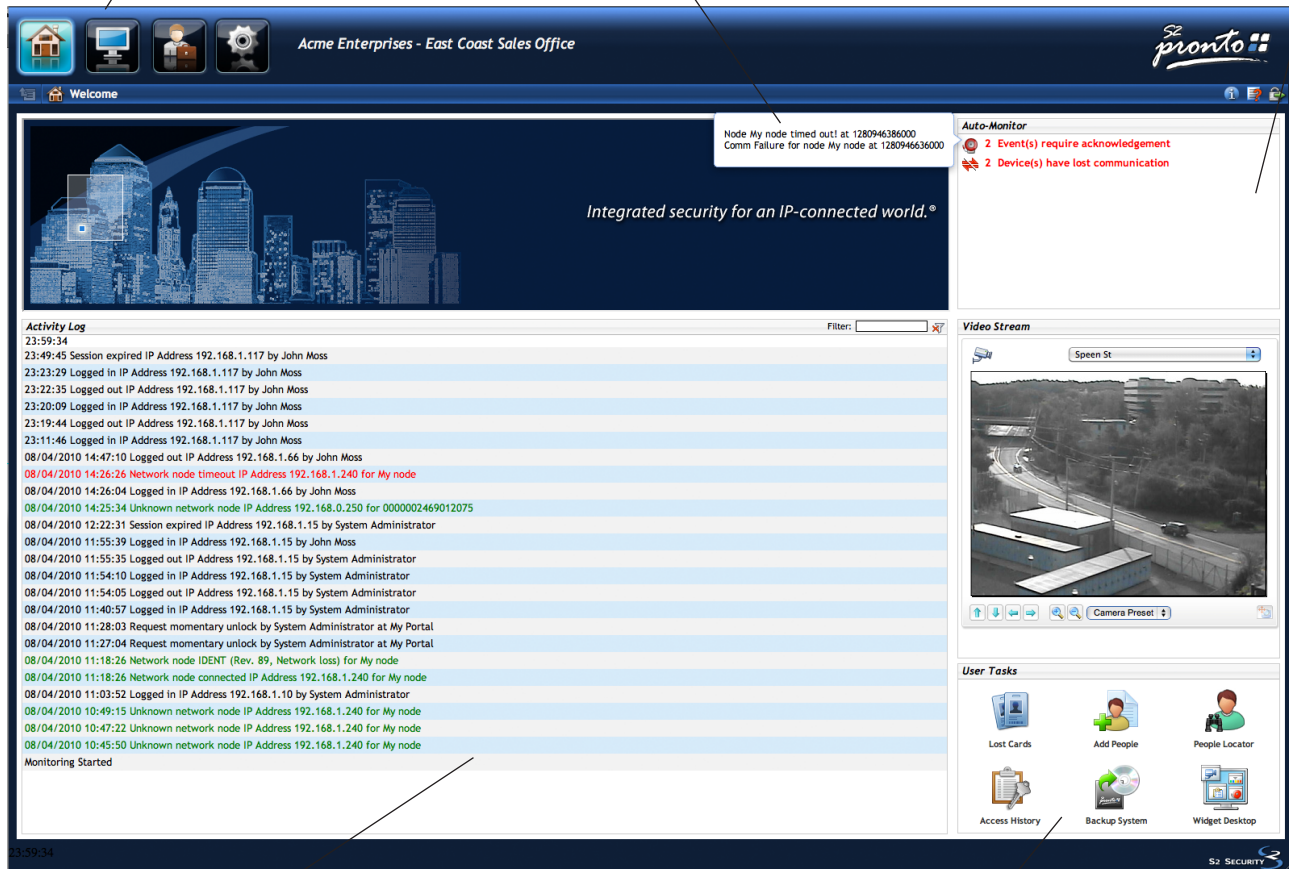 Acme Enterprises - East Coast Sales Office
S2 pronto
Welcome
Node My node timed out! at 1280946386000
Comm Failure for node My node at 1280946636000
Auto-Monitor
2 Event(s) require acknowledgement
2 Device(s) have lost communication
Integrated security for an IP-connected world.®
Activity Log
Filter:
23:59:34
23:49:45 Session expired IP Address 192.168.1.117 by John Moss
23:23:29 Logged in IP Address 192.168.1.117 by John Moss
23:22:35 Logged out IP Address 192.168.1.117 by John Moss
23:20:09 Logged in IP Address 192.168.1.117 by John Moss
23:19:44 Logged out IP Address 192.168.1.117 by John Moss
23:11:46 Logged in IP Address 192.168.1.117 by John Moss
08/04/2010 14:47:10 Logged out IP Address 192.168.1.66 by John Moss
08/04/2010 14:26:26 Network node timeout IP Address 192.168.1.240 for My node
08/04/2010 14:26:04 Logged in IP Address 192.168.1.66 by John Moss
08/04/2010 14:25:34 Unknown network node IP Address 192.168.0.250 for 0000002469012075
08/04/2010 12:22:31 Session expired IP Address 192.168.1.15 by System Administrator
08/04/2010 11:55:39 Logged in IP Address 192.168.1.15 by John Moss
08/04/2010 11:55:35 Logged out IP Address 192.168.1.15 by System Administrator
08/04/2010 11:54:10 Logged in IP Address 192.168.1.15 by System Administrator
08/04/2010 11:54:05 Logged out IP Address 192.168.1.15 by System Administrator
08/04/2010 11:40:57 Logged in IP Address 192.168.1.15 by System Administrator
08/04/2010 11:28:03 Request momentary unlock by System Administrator at My Portal
08/04/2010 11:27:04 Request momentary unlock by System Administrator at My Portal
08/04/2010 11:18:26 Network node IDENT (Rev. 89, Network loss) for My node
08/04/2010 11:18:26 Network node connected IP Address 192.168.1.240 for My node
08/04/2010 11:03:52 Logged in IP Address 192.168.1.10 by System Administrator
08/04/2010 10:49:15 Unknown network node IP Address 192.168.1.240 for My node
08/04/2010 10:47:22 Unknown network node IP Address 192.168.1.240 for My node
08/04/2010 10:45:50 Unknown network node IP Address 192.168.1.240 for My node
Monitoring Started
Video Stream
Speen St
Camera Preset
User Tasks
Lost Cards
Add People
People Locator
Access History
Backup System
Widget Desktop
23:59:34
S2 SECURITY